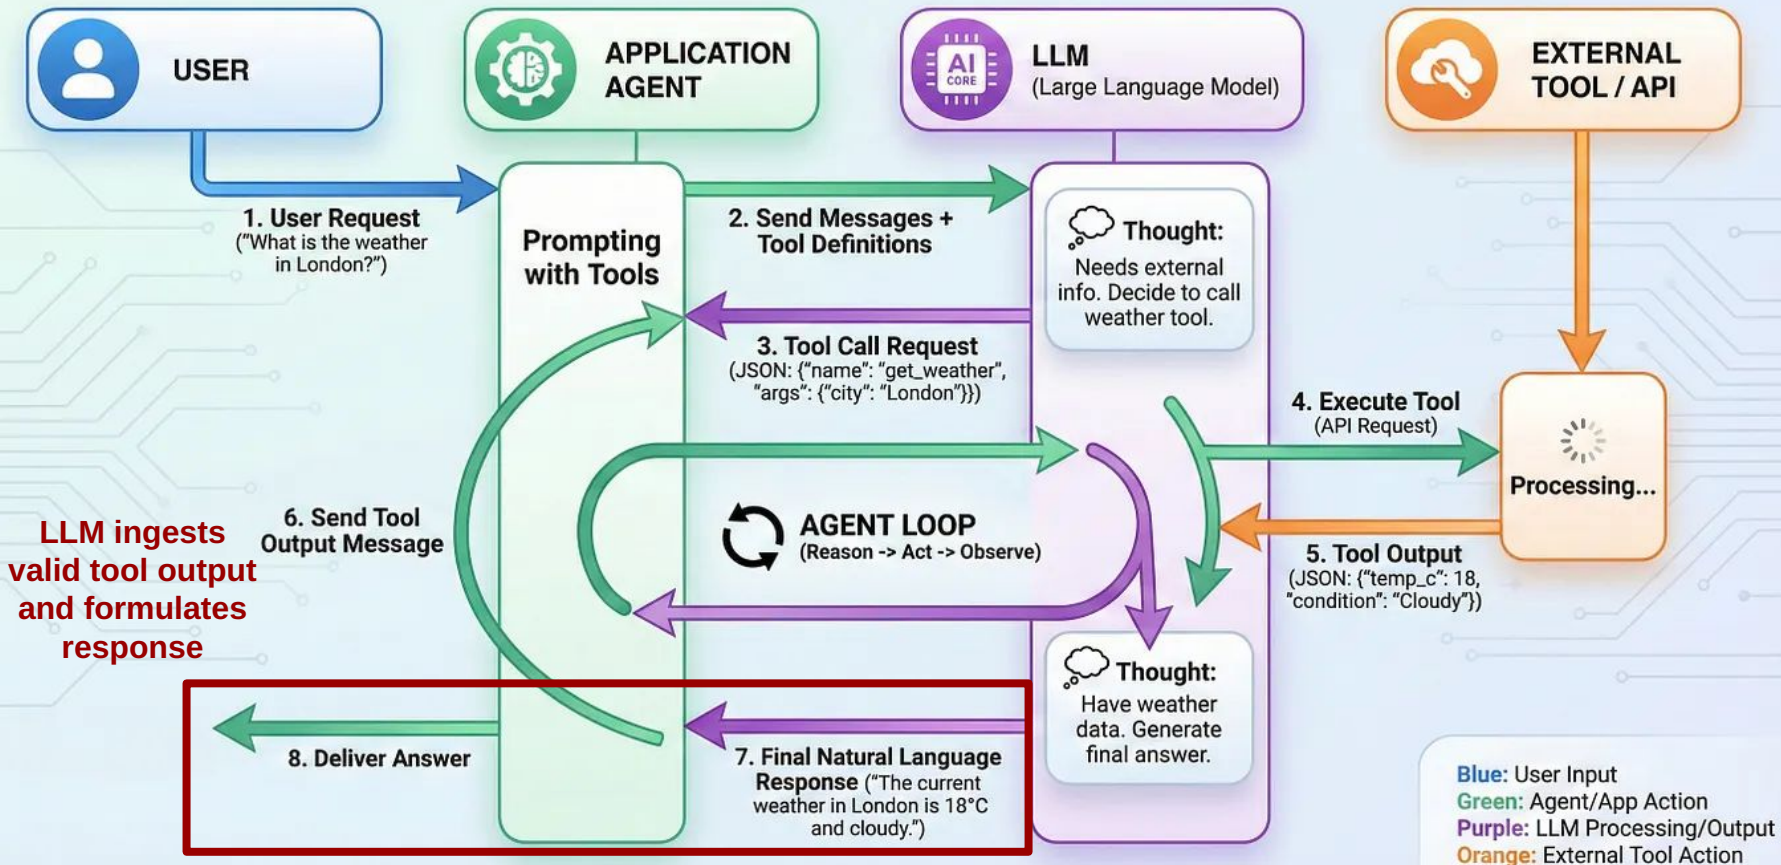 USER
APPLICATION
AGENT
AI
CORE
LLM
(Large Language Model)
EXTERNAL
TOOL / API
1. User Request
("What is the weather
in London?")
Prompting
with Tools
2. Send Messages +
Tool Definitions
Thought:
Needs external
info. Decide to call
weather tool.
3. Tool Call Request
(JSON: {"name": "get_weather",
"args": {"city": "London"}})
4. Execute Tool
(API Request)
Processing...
AGENT LOOP
(Reason -> Act -> Observe)
5. Tool Output
(JSON: {"temp_c": 18,
"condition": "Cloudy"})
6. Send Tool
Output Message
LLM ingests
valid tool output
and formulates
response
Thought:
Have weather
data. Generate
final answer.
7. Final Natural Language
Response ("The current
weather in London is 18°C
and cloudy.")
8. Deliver Answer
Blue: User Input
Green: Agent/App Action
Purple: LLM Processing/Output
Orange: External Tool Action